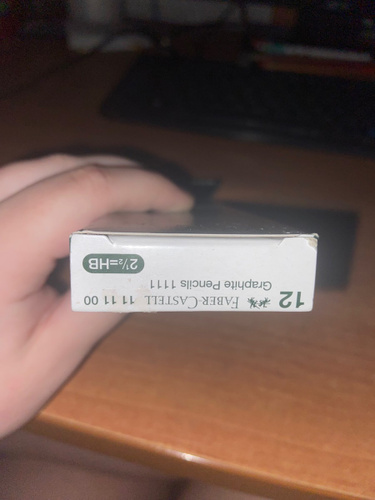 12 FABER-CASTELL 11 11 00
Graphite Pencils 1111
2½=HB